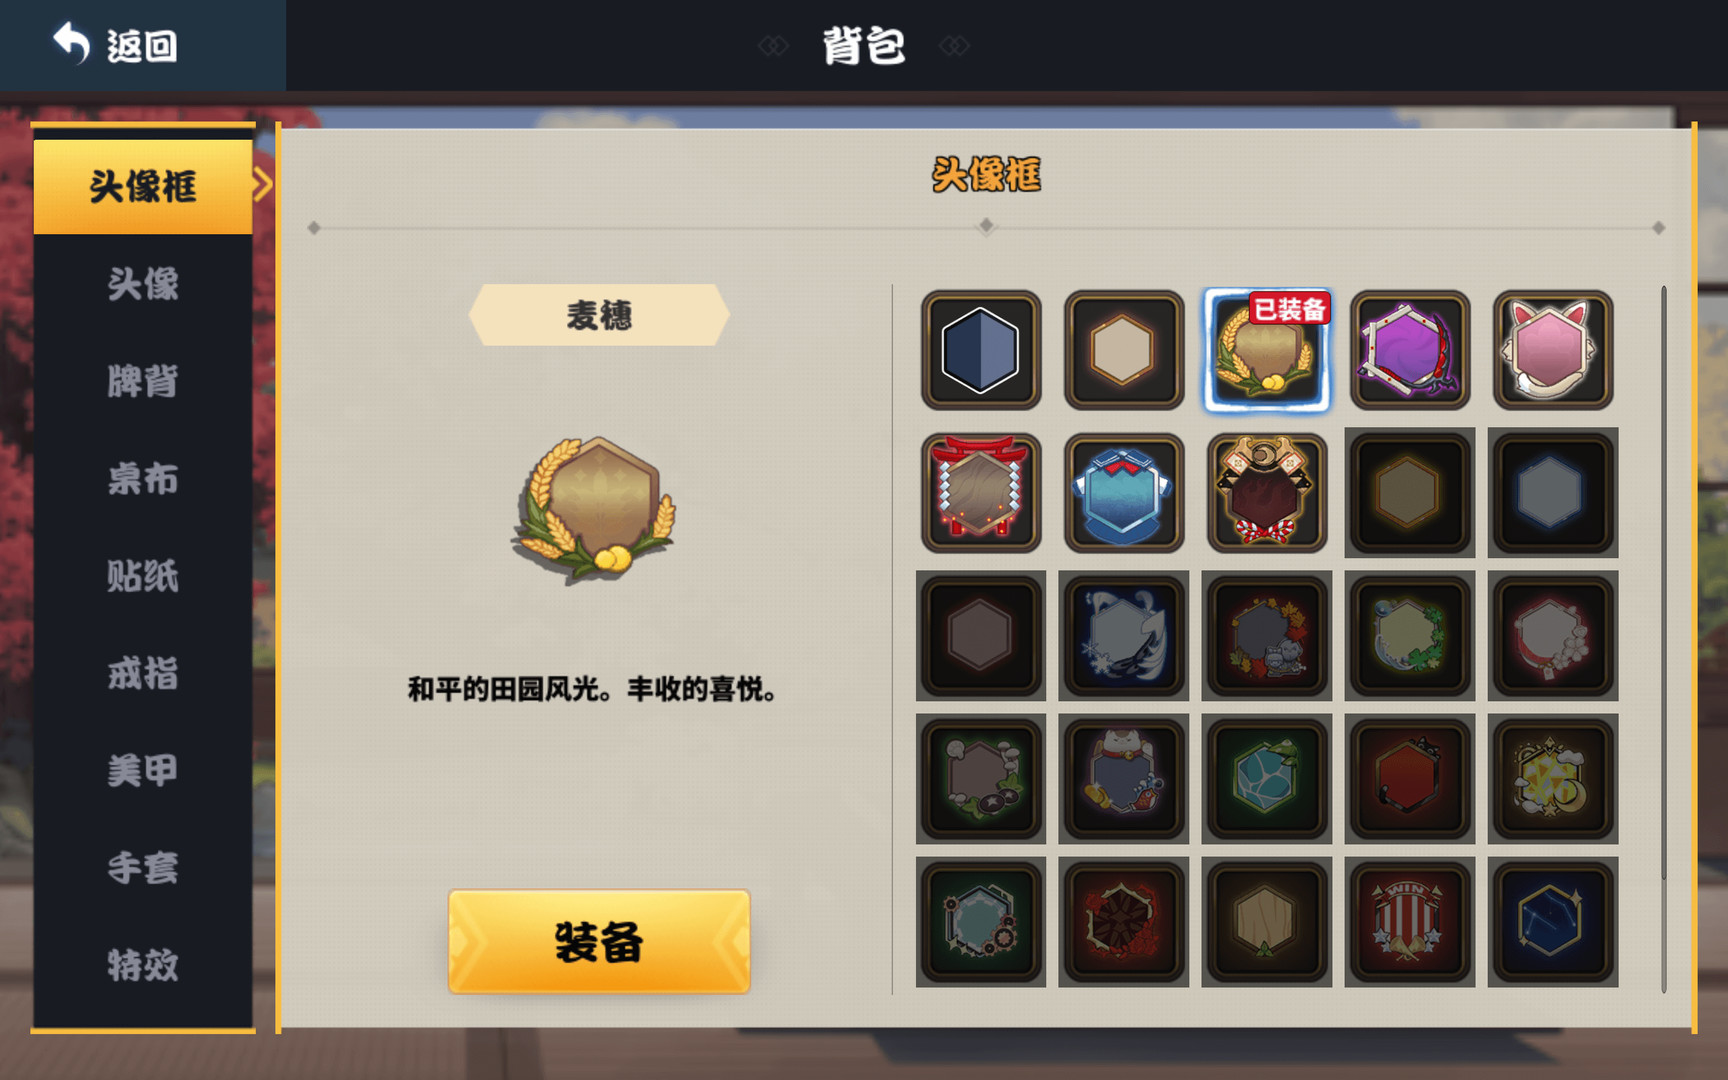 返回
背包
头像框
头像
牌背
桌布
贴纸
戒指
美甲
手套
特效
头像框
麦穗
和平的田园风光。丰收的喜悦。
装备
已装备
WIN